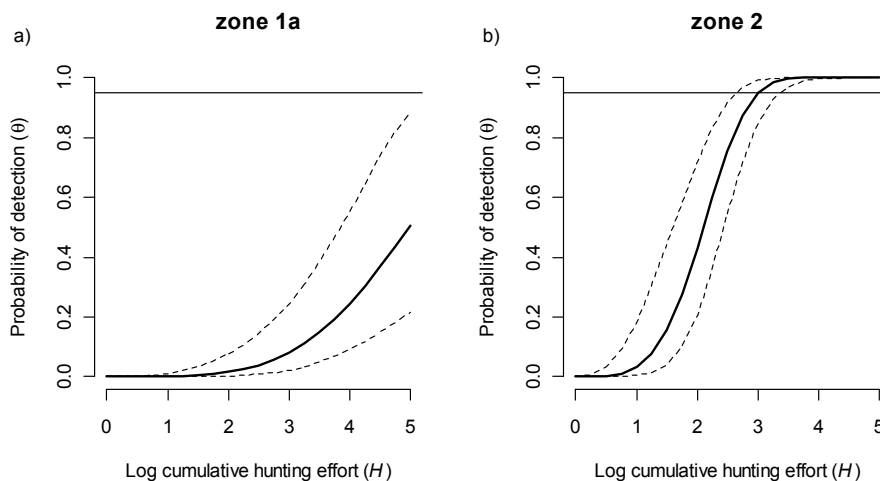 zone 1a
a)
1.0
0.8
0.6
0.4
0.2
0.0
Probability of detection (θ)
0 1 2 3 4 5
Log cumulative hunting effort (H)
zone 2
b)
1.0
0.8
0.6
0.4
0.2
0.0
Probability of detection (θ)
0 1 2 3 4 5
Log cumulative hunting effort (H)